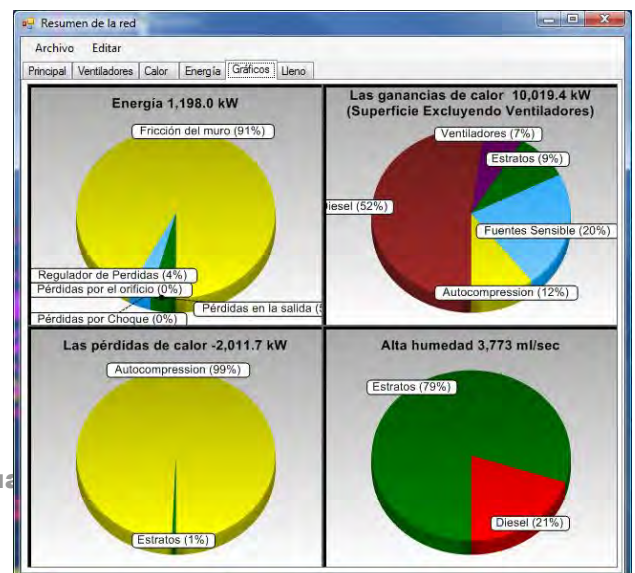 Resumen de la red
Archivo Editar
Principal Ventiladores Calor Energía Gráficos Lleno
Energía 1,198.0 kW
Fricción del muro (91%)
Regulador de Perdidas (4%)
Pérdidas por el orificio (0%)
Pérdidas en la salida
Pérdidas por Choque (0%)
Las ganancias de calor 10,019.4 kW
(Superficie Excluyendo Ventiladores)
Ventiladores (7%)
Estratos (9%)
(52%)
Fuentes Sensible (20%)
Autocompression (12%)
Las pérdidas de calor -2,011.7 kW
Autocompression (99%)
Estratos (1%)
Alta humedad 3,773 ml/sec
Estratos (79%)
Diesel (21%)